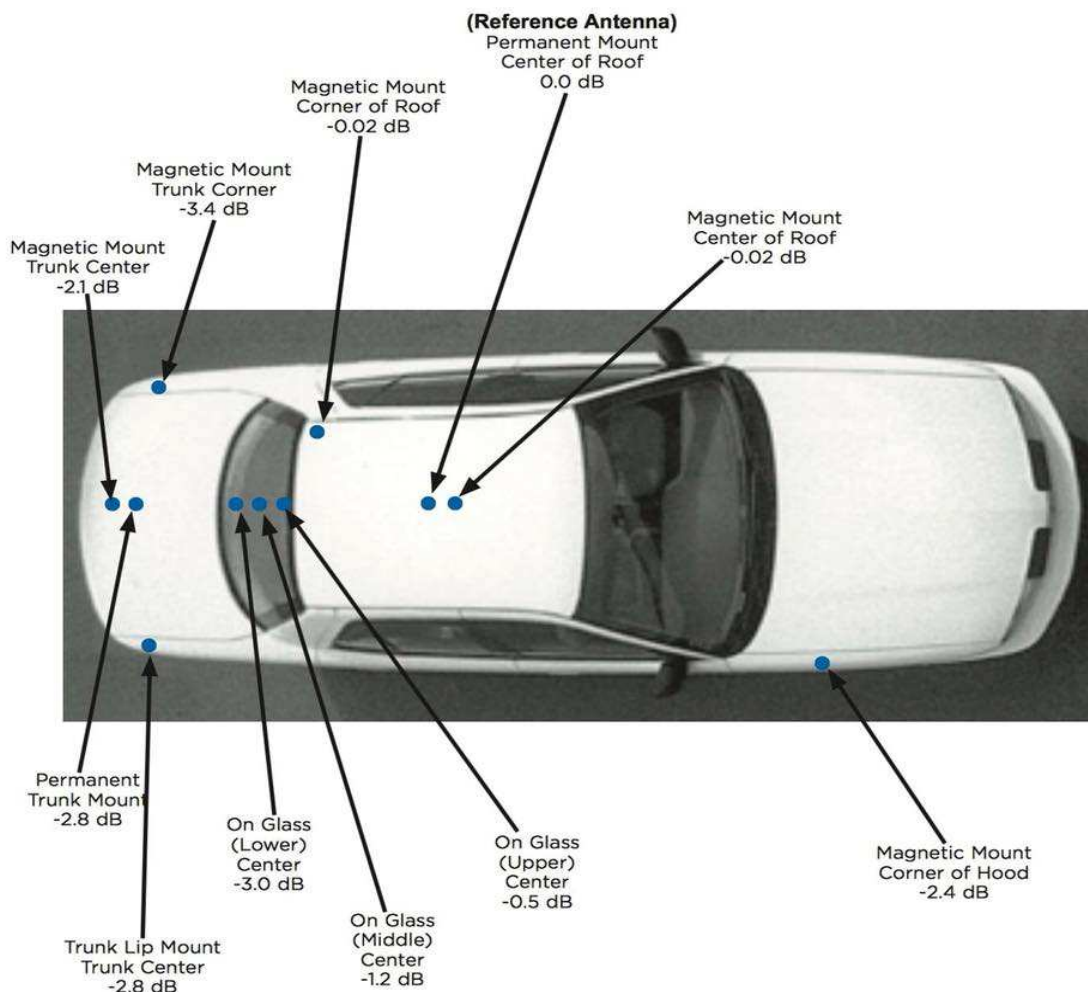 (Reference Antenna)
Permanent Mount
Center of Roof
0.0 dB
Magnetic Mount
Corner of Roof
-0.02 dB
Magnetic Mount
Trunk Corner
-3.4 dB
Magnetic Mount
Center of Roof
-0.02 dB
Magnetic Mount
Trunk Center
-2.1 dB
Permanent
Trunk Mount
-2.8 dB
On Glass
(Lower)
Center
-3.0 dB
On Glass
(Upper)
Center
-0.5 dB
Magnetic Mount
Corner of Hood
-2.4 dB
On Glass
(Middle)
Center
-1.2 dB
Trunk Lip Mount
Trunk Center
-2.8 dB